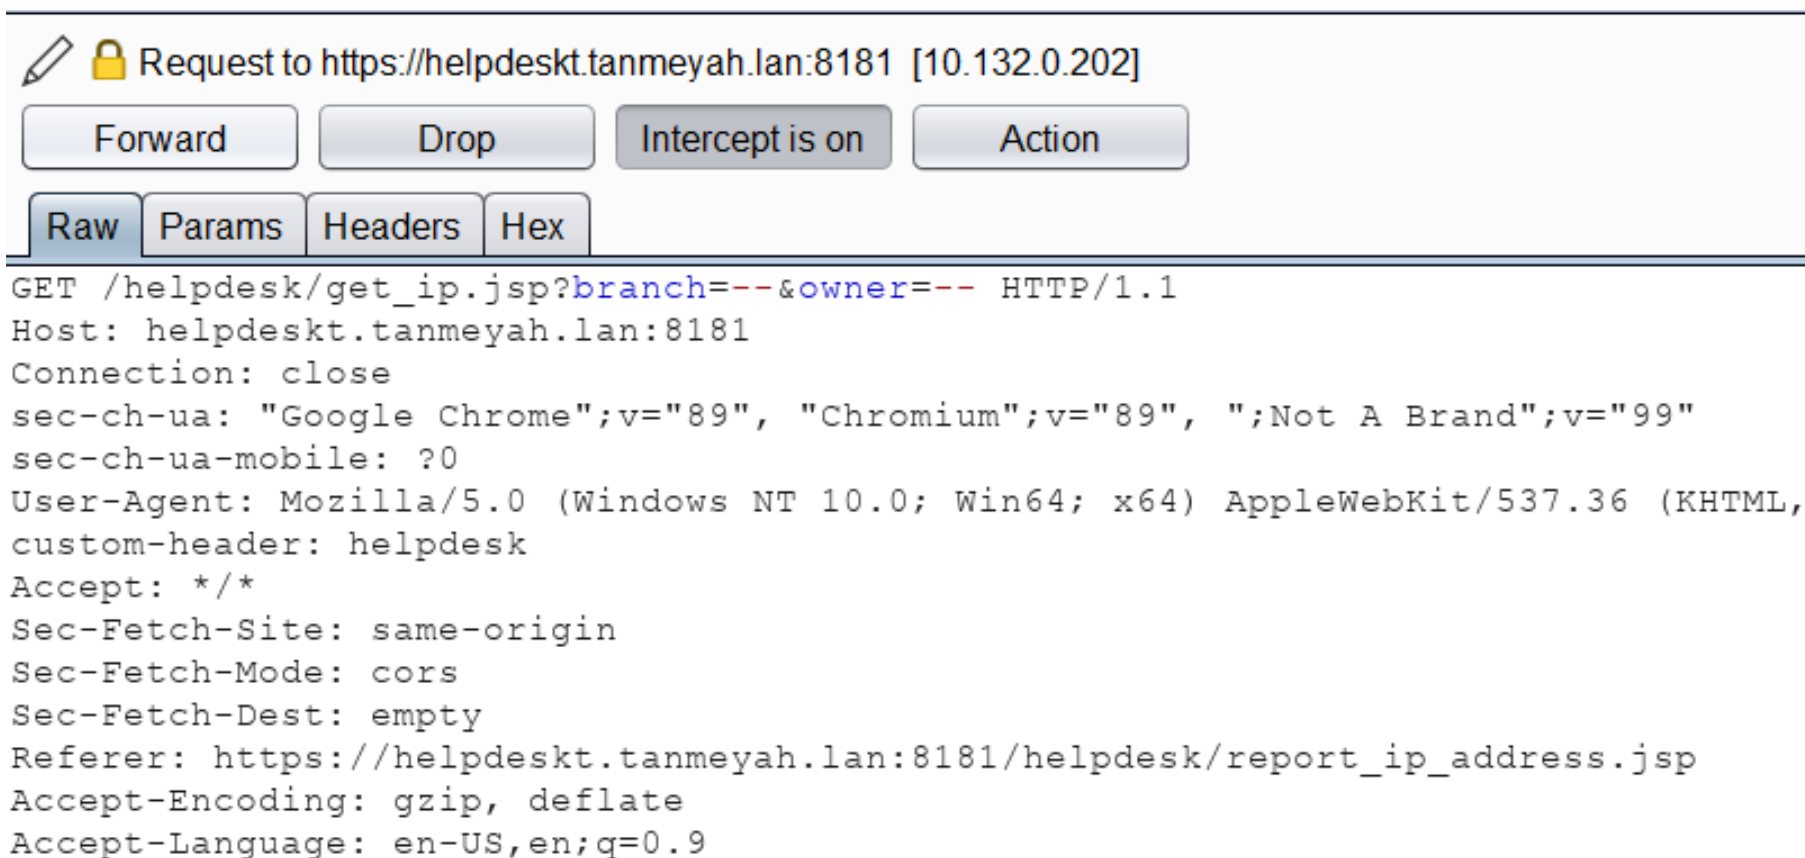 Request to https://helpdeskt.tanmeyah.lan:8181 [10.132.0.202]
Forward Drop Intercept is on Action
Raw Params Headers Hex
GET /helpdesk/get_ip.jsp?branch=--&owner=-- HTTP/1.1
Host: helpdeskt.tanmeyah.lan:8181
Connection: close
sec-ch-ua: "Google Chrome";v="89", "Chromium";v="89", ";Not A Brand";v="99"
sec-ch-ua-mobile: ?0
User-Agent: Mozilla/5.0 (Windows NT 10.0; Win64; x64) AppleWebKit/537.36 (KHTML,
custom-header: helpdesk
Accept: */*
Sec-Fetch-Site: same-origin
Sec-Fetch-Mode: cors
Sec-Fetch-Dest: empty
Referer: https://helpdeskt.tanmeyah.lan:8181/helpdesk/report_ip_address.jsp
Accept-Encoding: gzip, deflate
Accept-Language: en-US,en;q=0.9